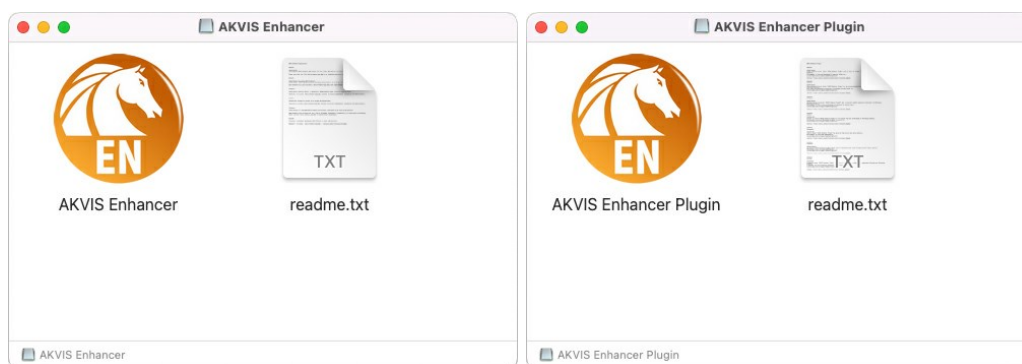 AKVIS Enhancer
EN
TXT
AKVIS Enhancer
readme.txt
AKVIS Enhancer
AKVIS Enhancer Plugin
EN
TXT
AKVIS Enhancer Plugin
readme.txt
AKVIS Enhancer Plugin